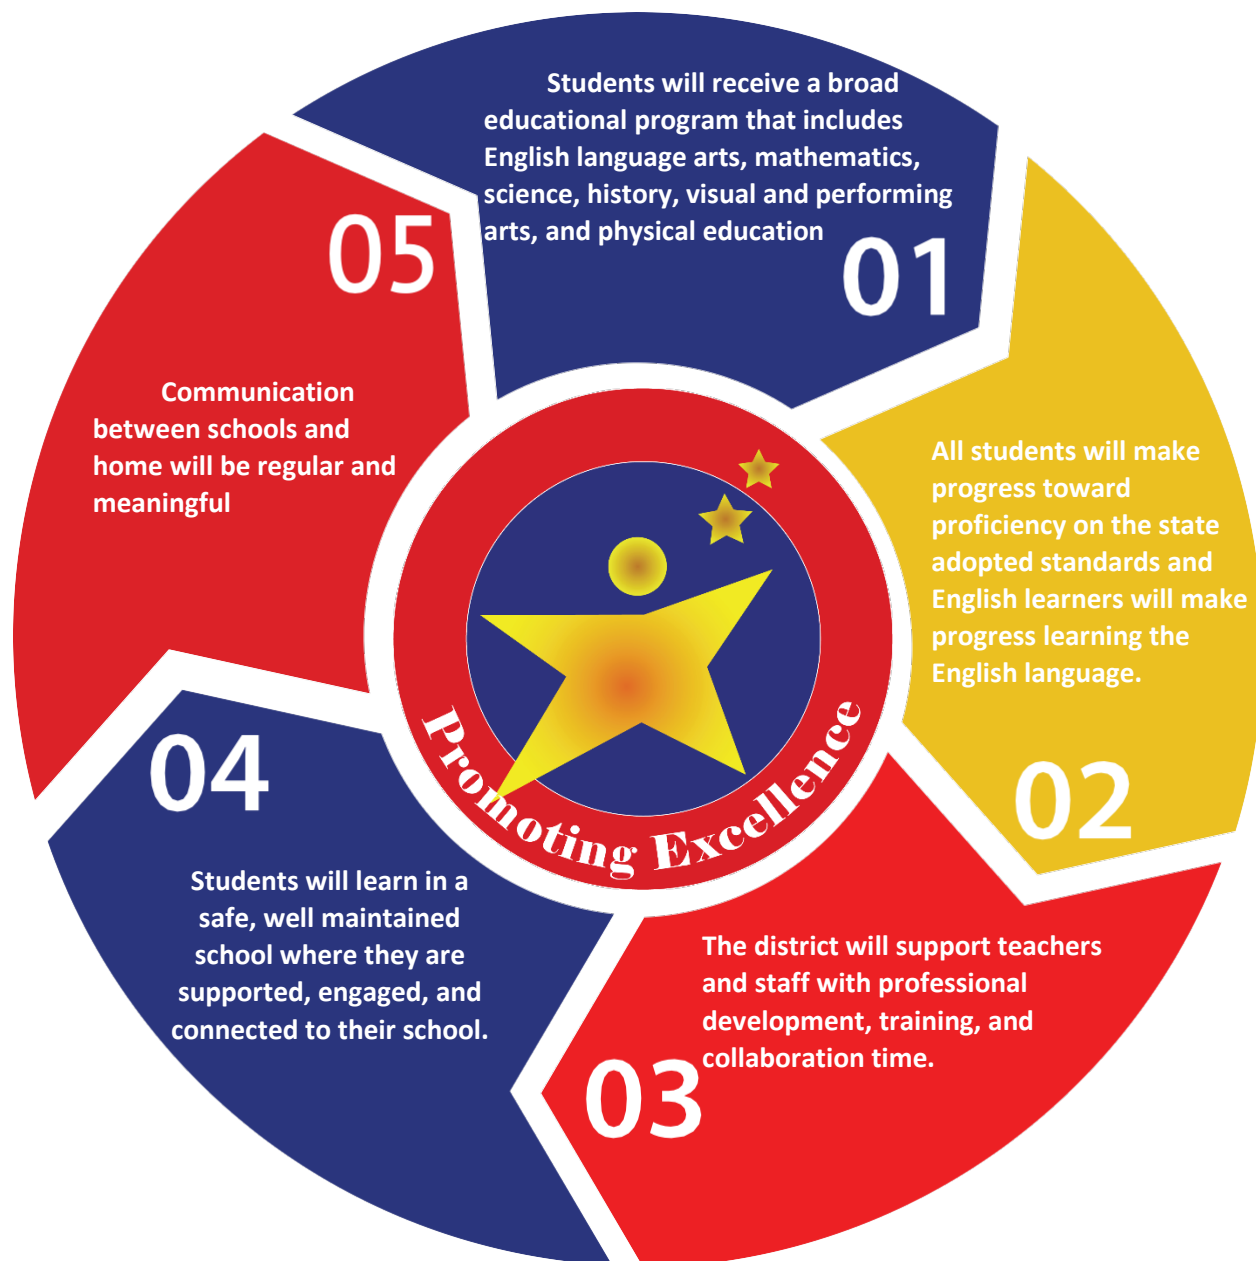 Students will receive a broad
educational program that includes
English language arts, mathematics,
science, history, visual and performing
arts, and physical education
01
All students will make
progress toward
proficiency on the state
adopted standards and
English learners will make
progress learning the
English language.
02
The district will support teachers
and staff with professional
development, training, and
collaboration time.
03
04
Students will learn in a
safe, well maintained
school where they are
supported, engaged, and
connected to their school.
05
Communication
between schools and
home will be regular and
meaningful
Promoting Excellence